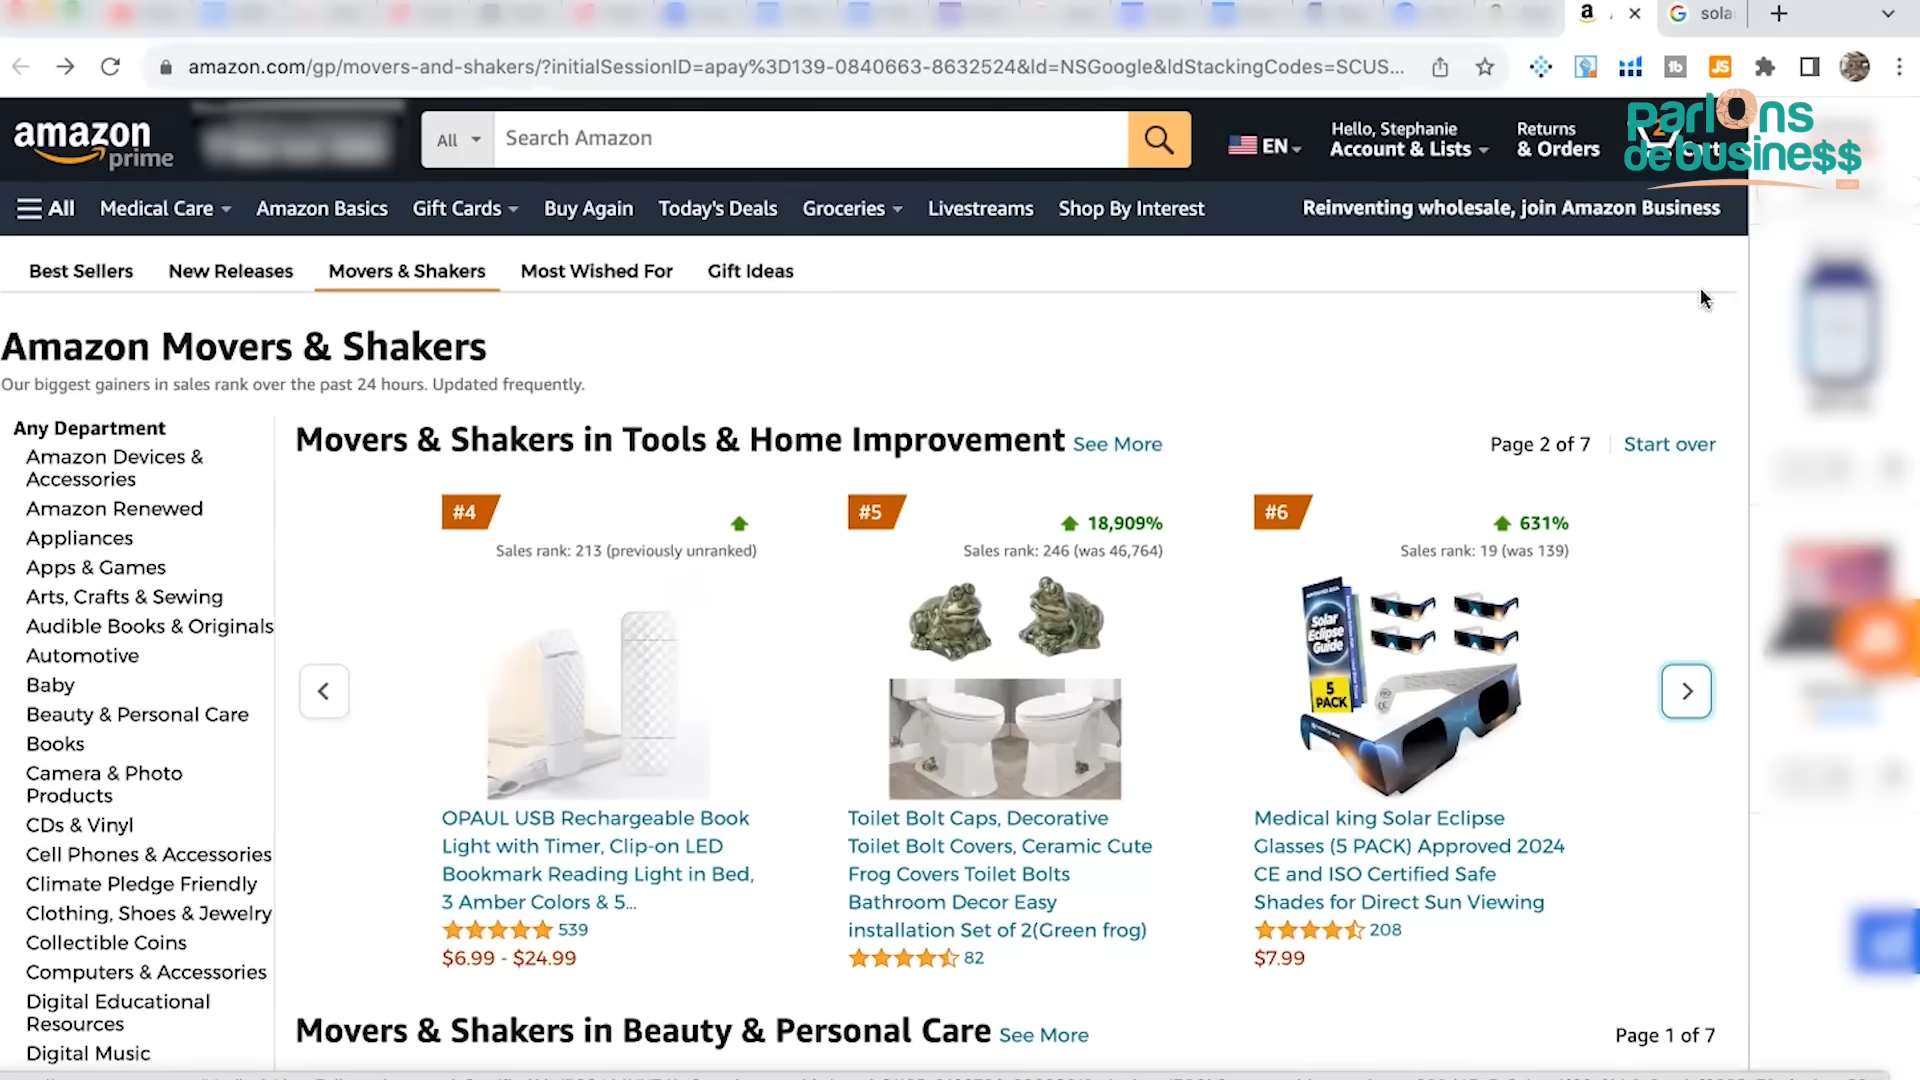 sola
amazon.com/gp/movers-and-shakers/?initialSessionID=apay%3D139-0840663-8632524&ld=NSGoogle&ldStackingCodes=SCUS...
amazon
prime
All
Search Amazon
EN
Hello, Stephanie
Account & Lists
Returns
& Orders
parlons
de busine$$
.com
All
Medical Care
Amazon Basics
Gift Cards
Buy Again
Today's Deals
Groceries
Livestreams
Shop By Interest
Reinventing wholesale, join Amazon Business
Best Sellers
New Releases
Movers & Shakers
Most Wished For
Gift Ideas
Amazon Movers & Shakers
Our biggest gainers in sales rank over the past 24 hours. Updated frequently.
Any Department
Amazon Devices &
Accessories
Amazon Renewed
Appliances
Apps & Games
Arts, Crafts & Sewing
Audible Books & Originals
Automotive
Baby
Beauty & Personal Care
Books
Camera & Photo
Products
CDs & Vinyl
Cell Phones & Accessories
Climate Pledge Friendly
Clothing, Shoes & Jewelry
Collectible Coins
Computers & Accessories
Digital Educational
Resources
Digital Music
Movers & Shakers in Tools & Home Improvement See More
Page 2 of 7
Start over
#4
Sales rank: 213 (previously unranked)
OPAUL USB Rechargeable Book
Light with Timer, Clip-on LED
Bookmark Reading Light in Bed,
3 Amber Colors & 5...
539
$6.99 - $24.99
#5
18,909%
Sales rank: 246 (was 46,764)
Toilet Bolt Caps, Decorative
Toilet Bolt Covers, Ceramic Cute
Frog Covers Toilet Bolts
Bathroom Decor Easy
installation Set of 2(Green frog)
82
#6
631%
Sales rank: 19 (was 139)
Solar
Eclipse
Guide
5
PACK
Medical king Solar Eclipse
Glasses (5 PACK) Approved 2024
CE and ISO Certified Safe
Shades for Direct Sun Viewing
208
$7.99
Movers & Shakers in Beauty & Personal Care See More
Page 1 of 7